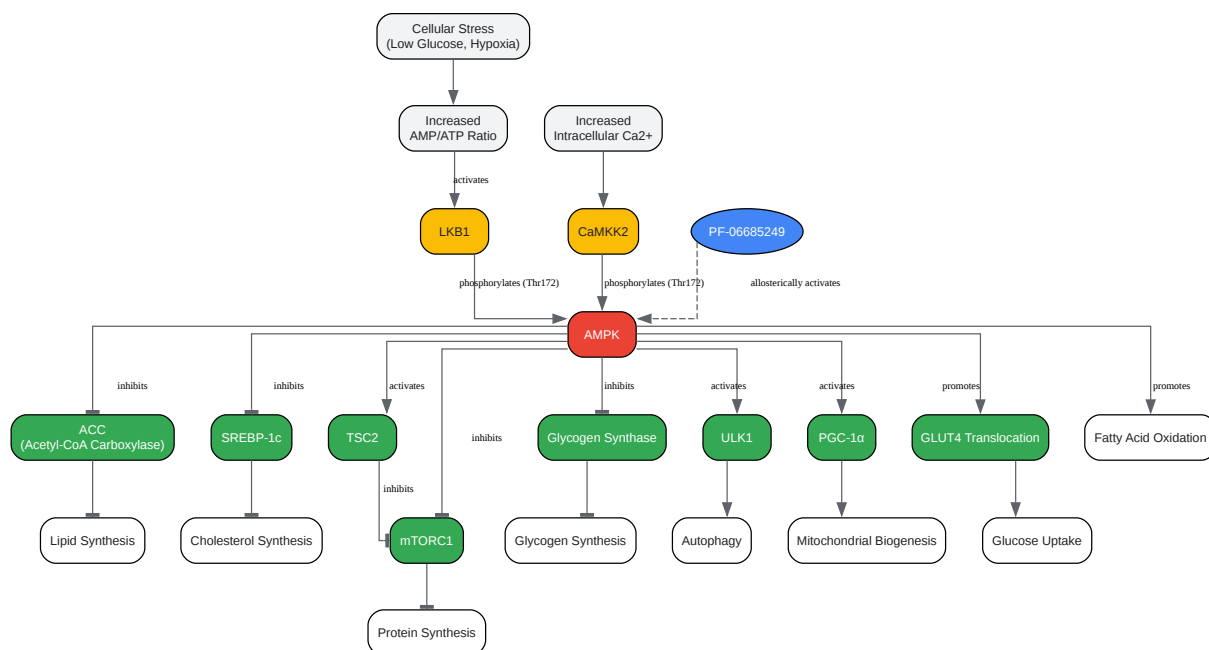 Cellular Stress
(Low Glucose, Hypoxia)
Increased
AMP/ATP Ratio
Increased
Intracellular Ca2+
activates
LKB1
CaMKK2
PF-06685249
phosphorylates (Thr172)
phosphorylates (Thr172)
allosterically activates
AMPK
inhibits
inhibits
activates
inhibits
activates
activates
promotes
promotes
ACC
(Acetyl-CoA Carboxylase)
SREBP-1c
TSC2
inhibits
Glycogen Synthase
ULK1
PGC-1α
GLUT4 Translocation
Fatty Acid Oxidation
inhibits
Lipid Synthesis
Cholesterol Synthesis
mTORC1
Glycogen Synthesis
Autophagy
Mitochondrial Biogenesis
Glucose Uptake
Protein Synthesis